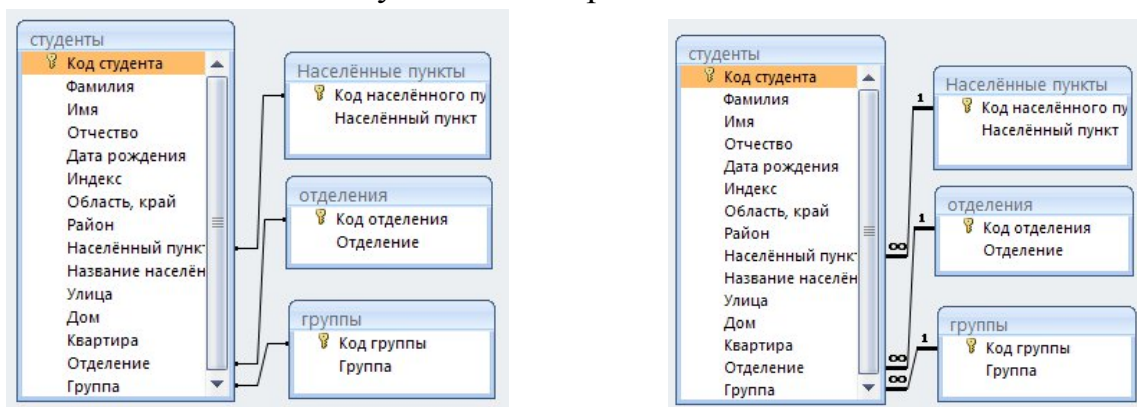 студенты
Код студента
Фамилия
Имя
Отчество
Дата рождения
Индекс
Область, край
Район
Населённый пункт
Название населён
Улица
Дом
Квартира
Отделение
Группа
Населённые пункты
Код населённого пу
Населённый пункт
отделения
Код отделения
Отделение
группы
Код группы
Группа
студенты
Код студента
Фамилия
Имя
Отчество
Дата рождения
Индекс
Область, край
Район
Населённый пункт
Название населён
Улица
Дом
Квартира
Отделение
Группа
1
∞
1
∞
1
∞
Населённые пункты
Код населённого пу
Населённый пункт
отделения
Код отделения
Отделение
группы
Код группы
Группа